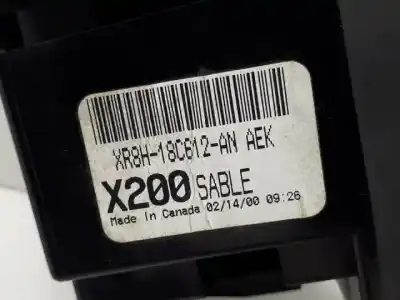 XR8H-18C612-AN AEK
X200 SABLE
Made In Canada 02/14/00 09:26